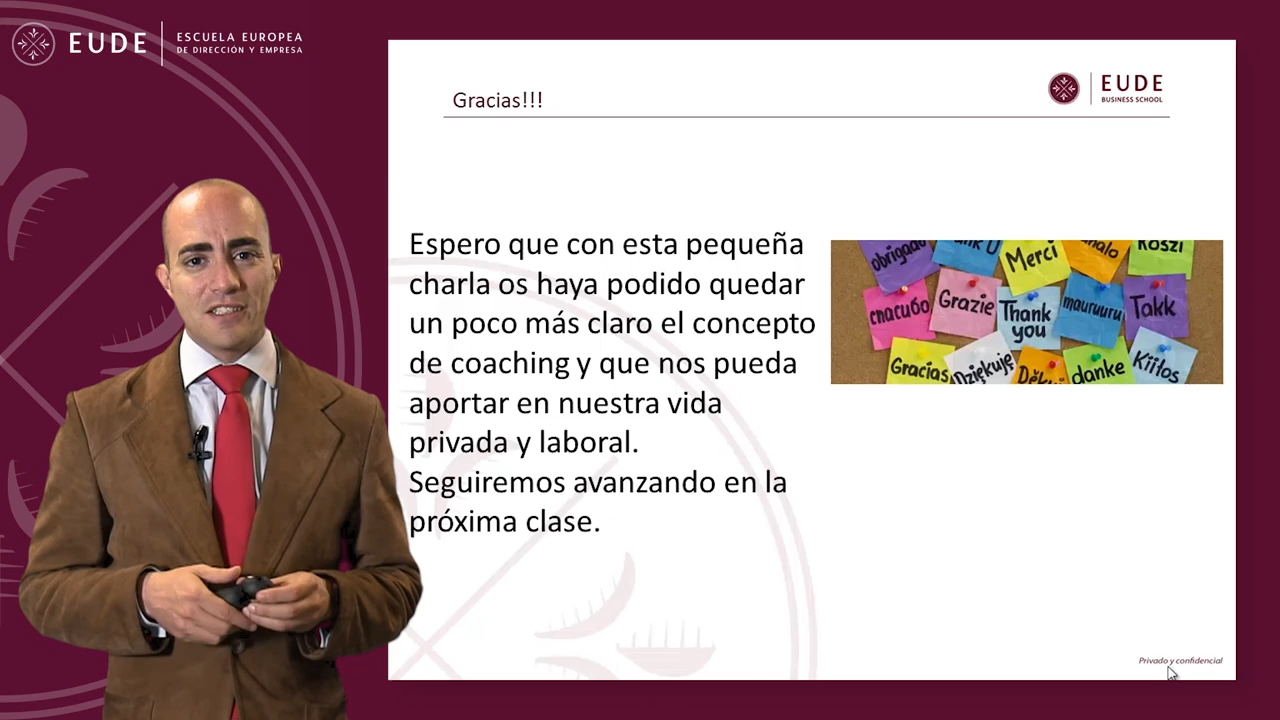 EUDE
ESCUELA EUROPEA
DE DIRECCIÓN Y EMPRESA
Gracias!!!
EUDE
BUSINESS SCHOOL
Espero que con esta pequeña
charla os haya podido quedar
un poco más claro el concepto
de coaching y que nos pueda
aportar en nuestra vida
privada y laboral.
Seguiremos avanzando en la
próxima clase.
obrigado
Merci
спасибо
Grazie
Thank
you
mauruuru
Takk
Gracias
Dziękuję
danke
Kiitos
Privado y confidencial